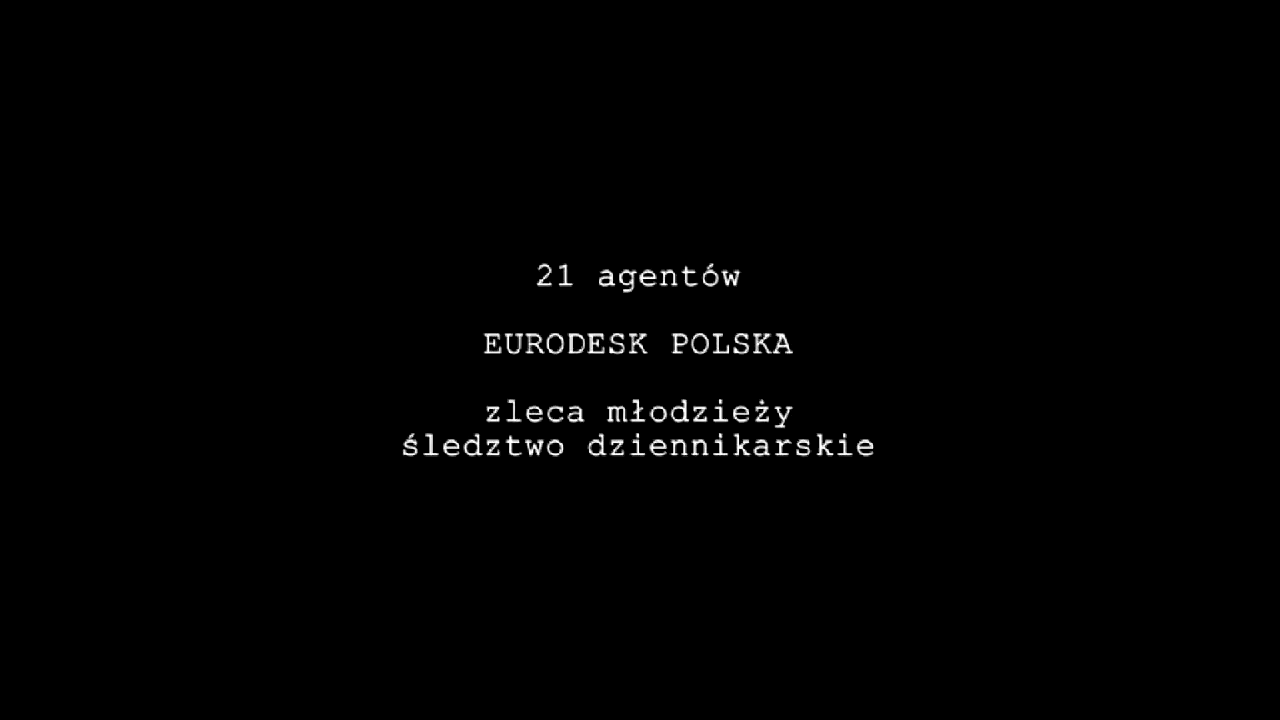 21 agentów
EURODESK POLSKA
zleca młodzieży
śledztwo dziennikarskie